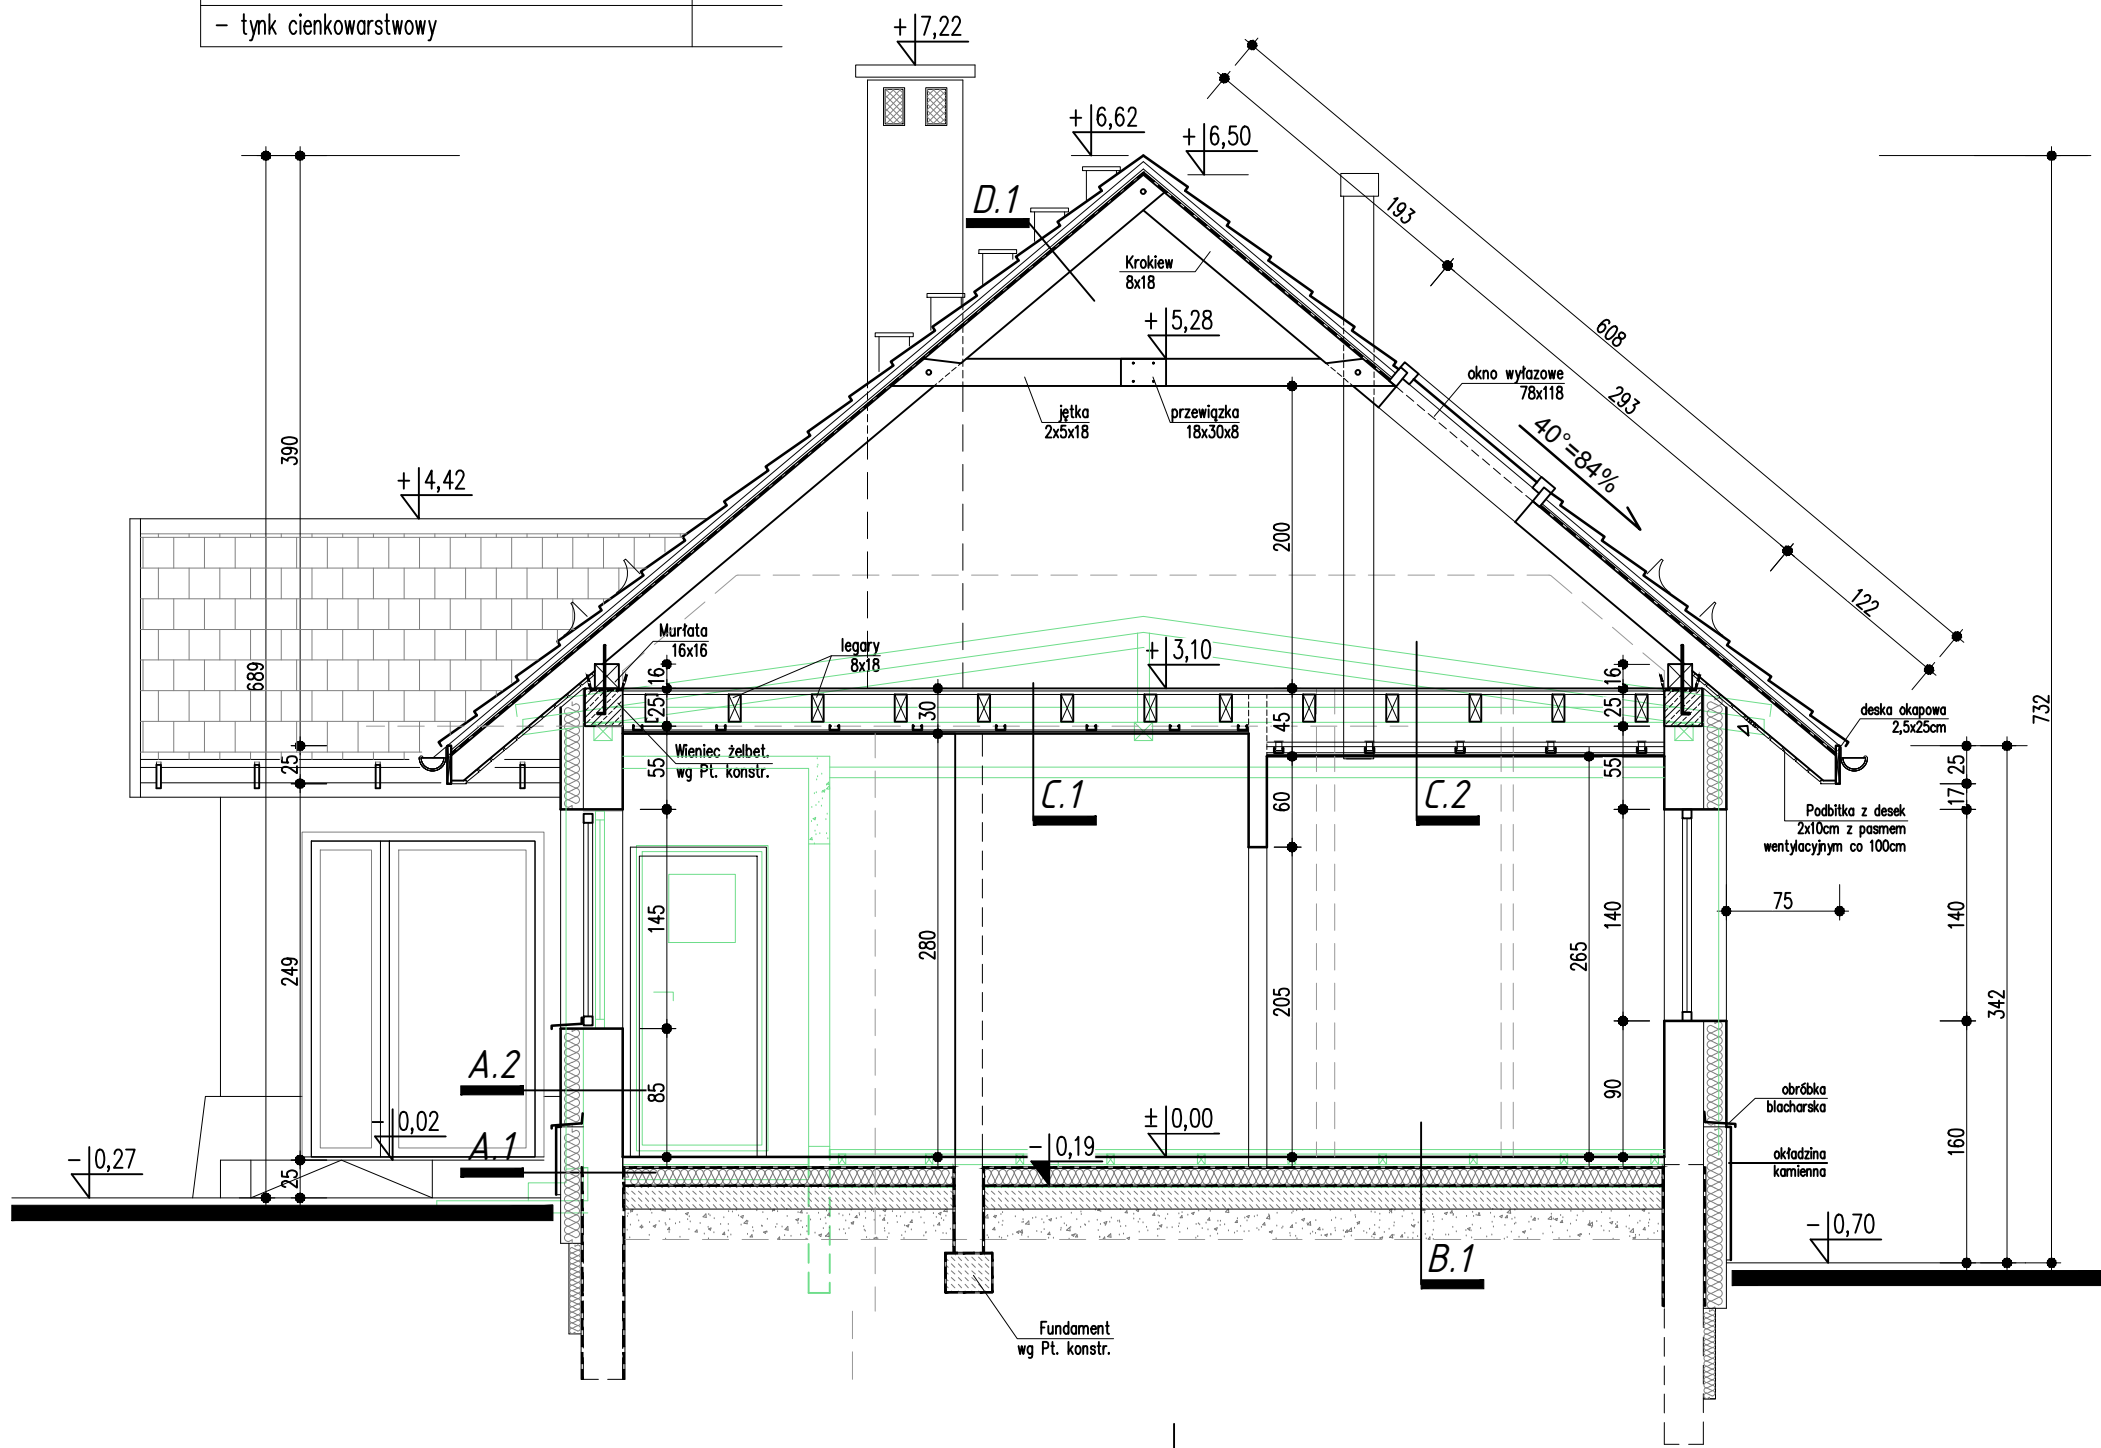 - tynk cienkowarstwowy
+ 7,22
+ 6,62
+ 6,50
D.1
193
Krokiew
8x18
+ 5,28
608
okno wyłazowe
78x118
293
40°=84%
jętka
2x5x18
przewiązka
18x30x8
390
+ 4,42
200
122
Murłata
16x16
legary
8x18
+ 3,10
689
732
16
25
30
45
16
25
deska okapowa
2,5x25cm
Wieniec żelbet.
wg Pt. konstr.
25
55
60
55
25
17
C.1
C.2
Podbitka z desek
2x10cm z pasmem
wentylacyjnym co 100cm
75
145
280
140
140
249
205
265
342
A.2
85
90
obróbka
blacharska
- 0,02
± 0,00
- 0,27
A.1
- 0,19
160
okładzina
kamienna
25
- 0,70
B.1
Fundament
wg Pt. konstr.